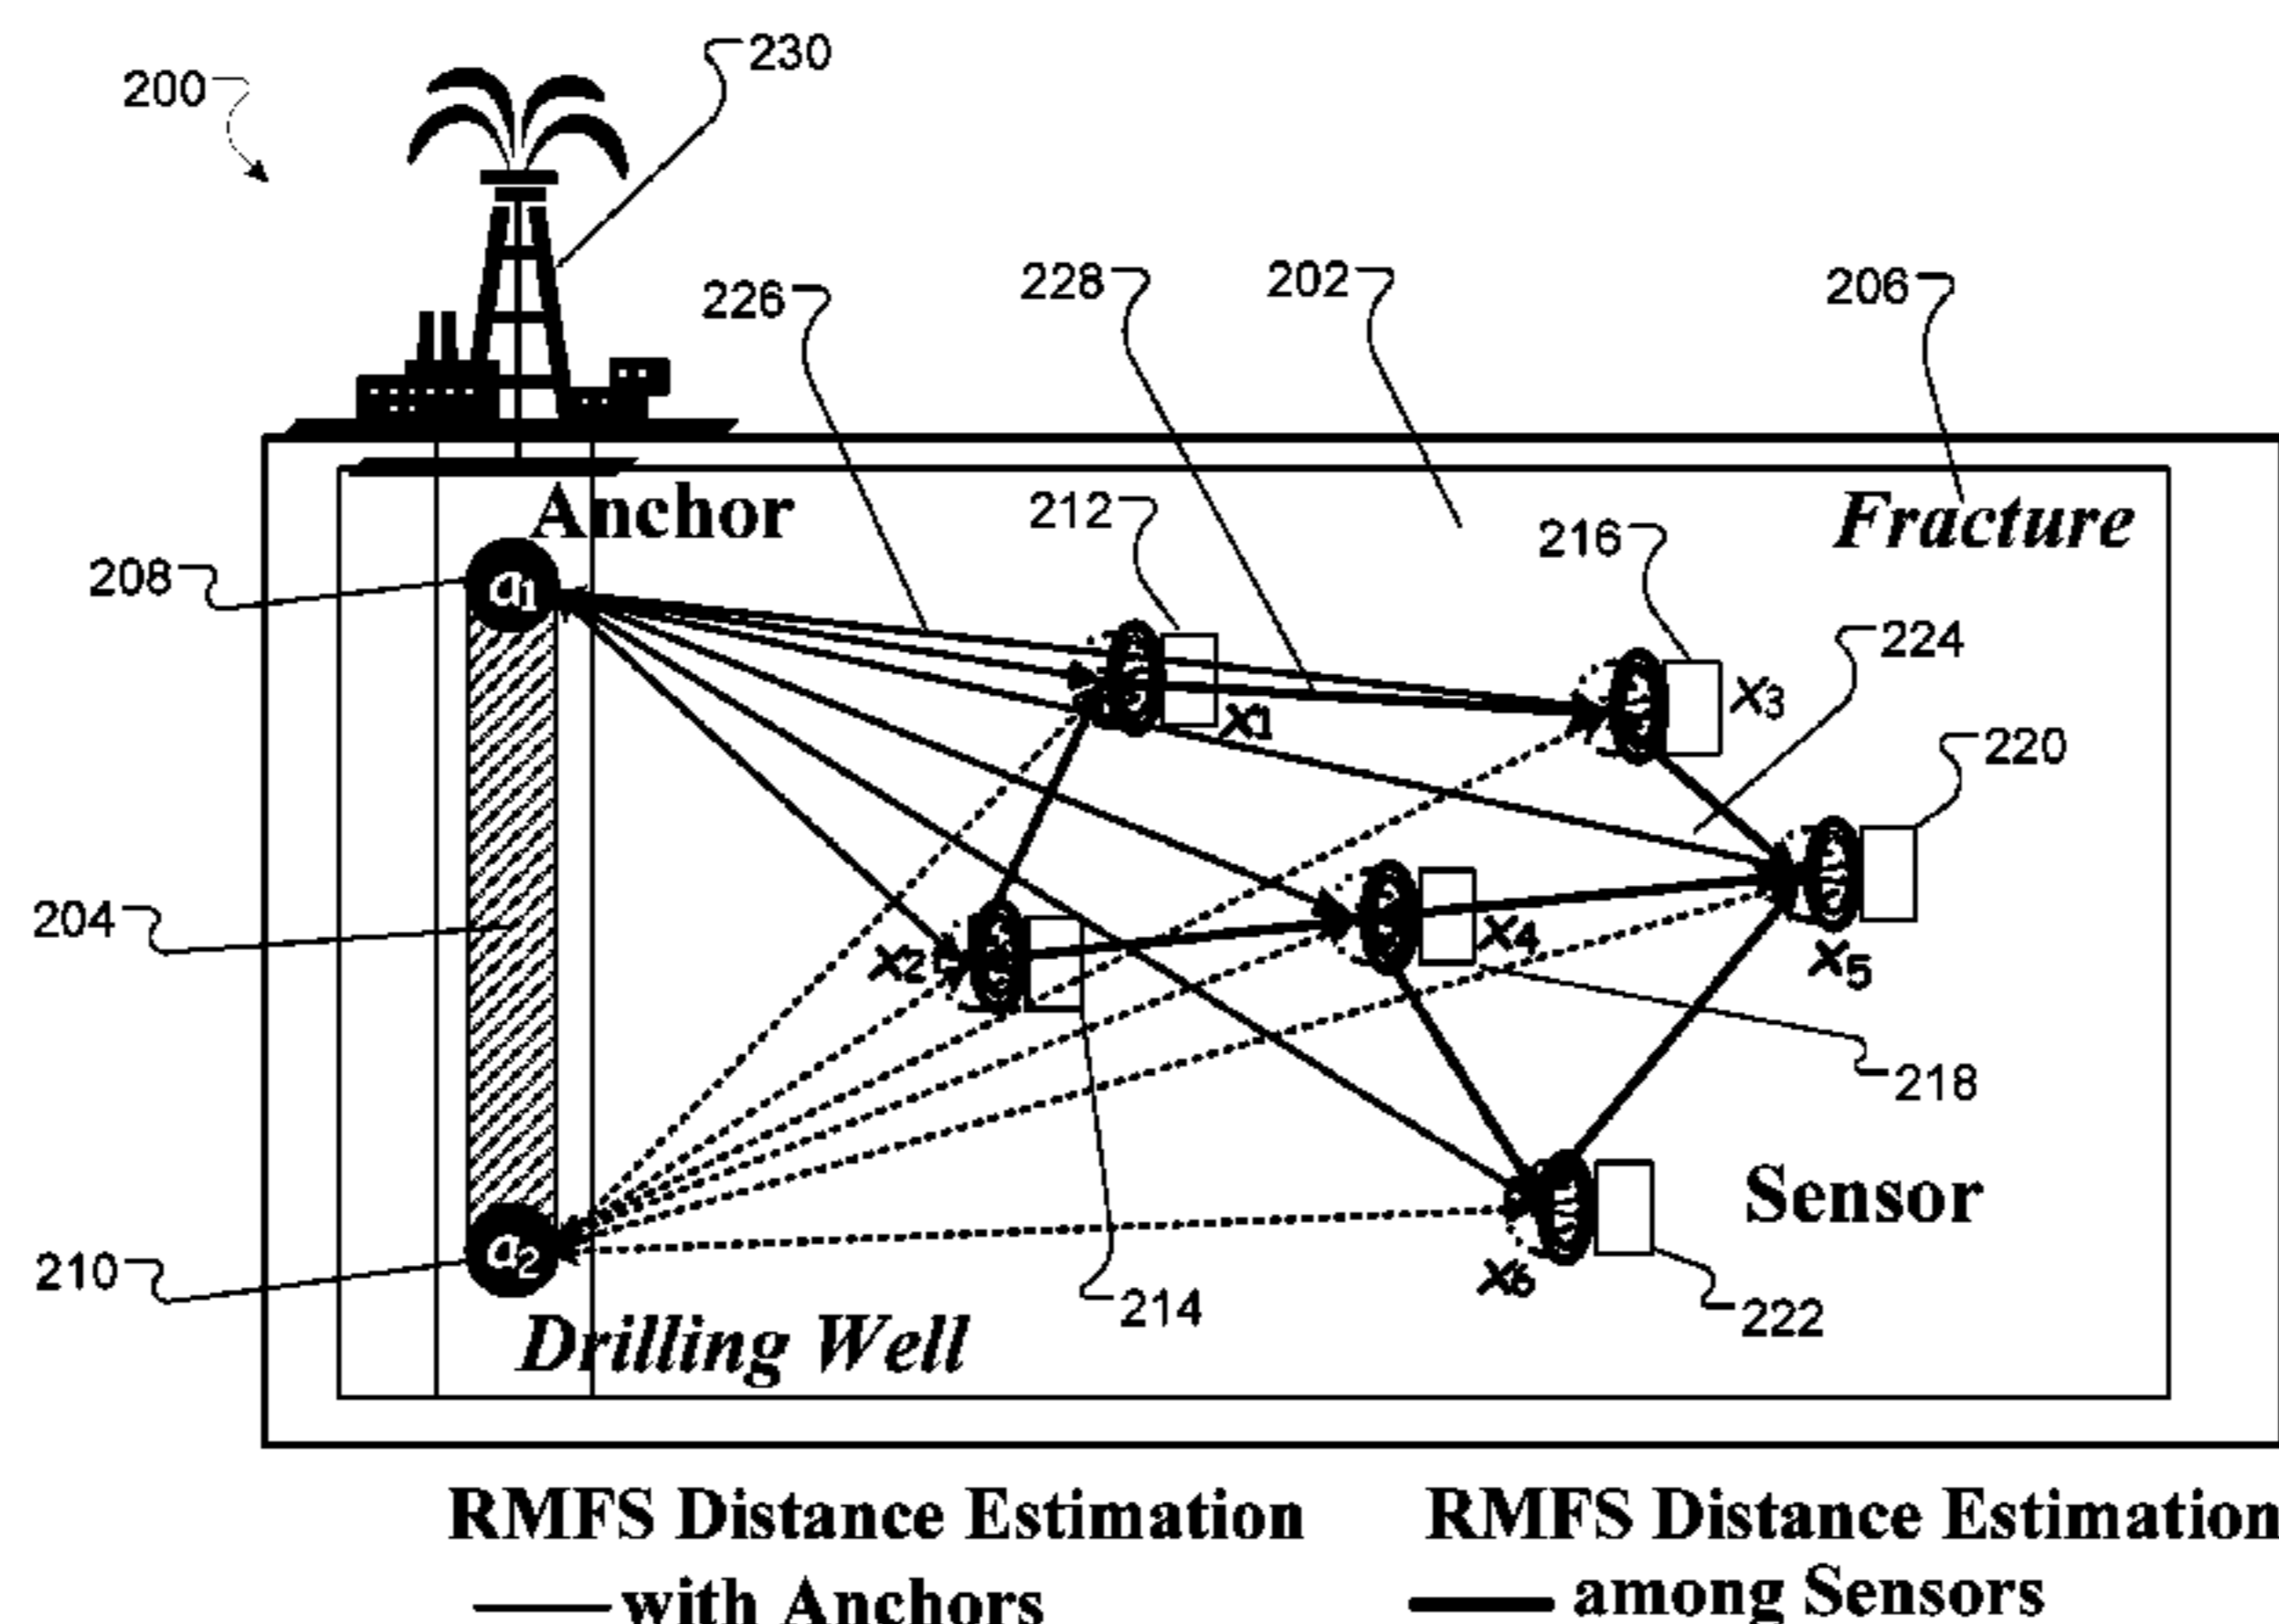 230
200
226
228
202
206
Anchor
Fracture
212
216
208
a1
224
X3
X1
220
204
X2
X4
X5
218
Sensor
a2
210
X6
214
222
Drilling Well
RMFS Distance Estimation
with Anchors
RMFS Distance Estimation
among Sensors